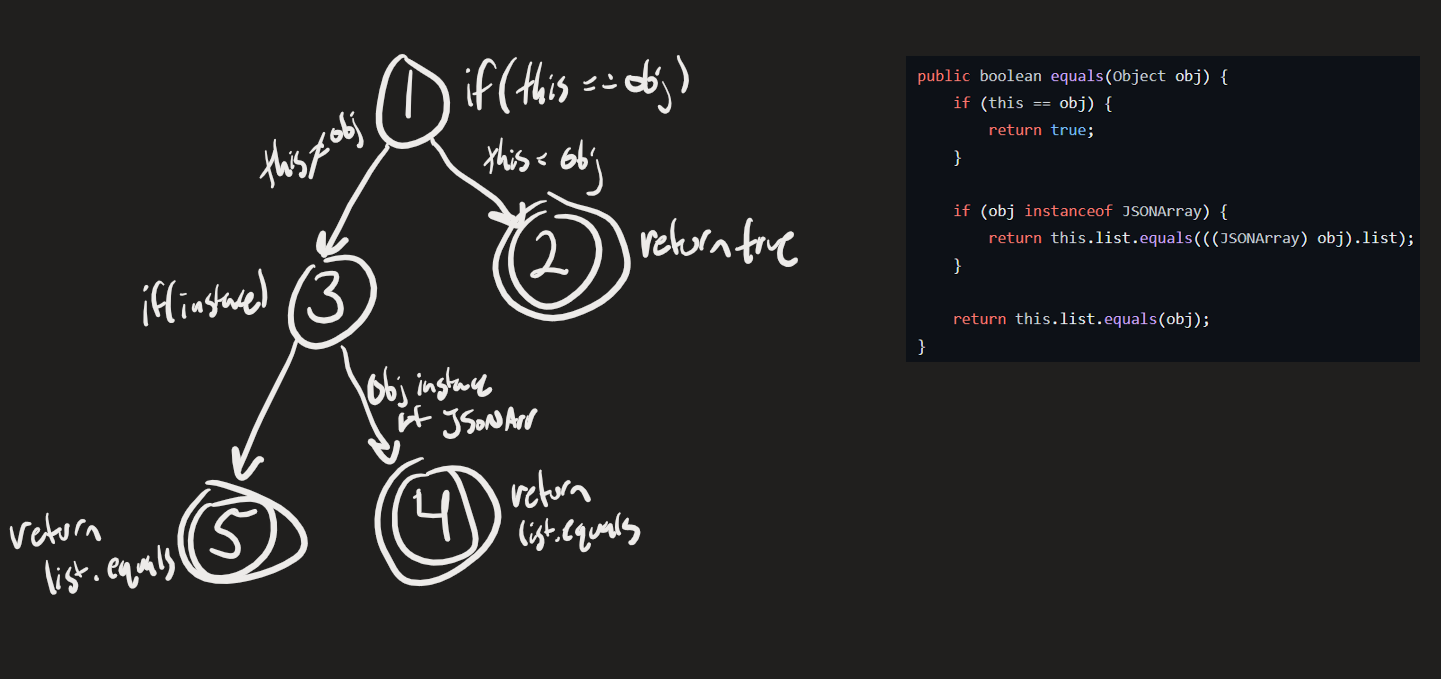 1
if(this == obj)
this ≠ obj
this = obj
2
return true
if(instace)
3
Obj instace
of JSONArr
4
return
list.equals
5
return
list.equals
public boolean equals(Object obj) {
if (this == obj) {
return true;
}
if (obj instanceof JSONArray) {
return this.list.equals(((JSONArray) obj).list);
}
return this.list.equals(obj);
}